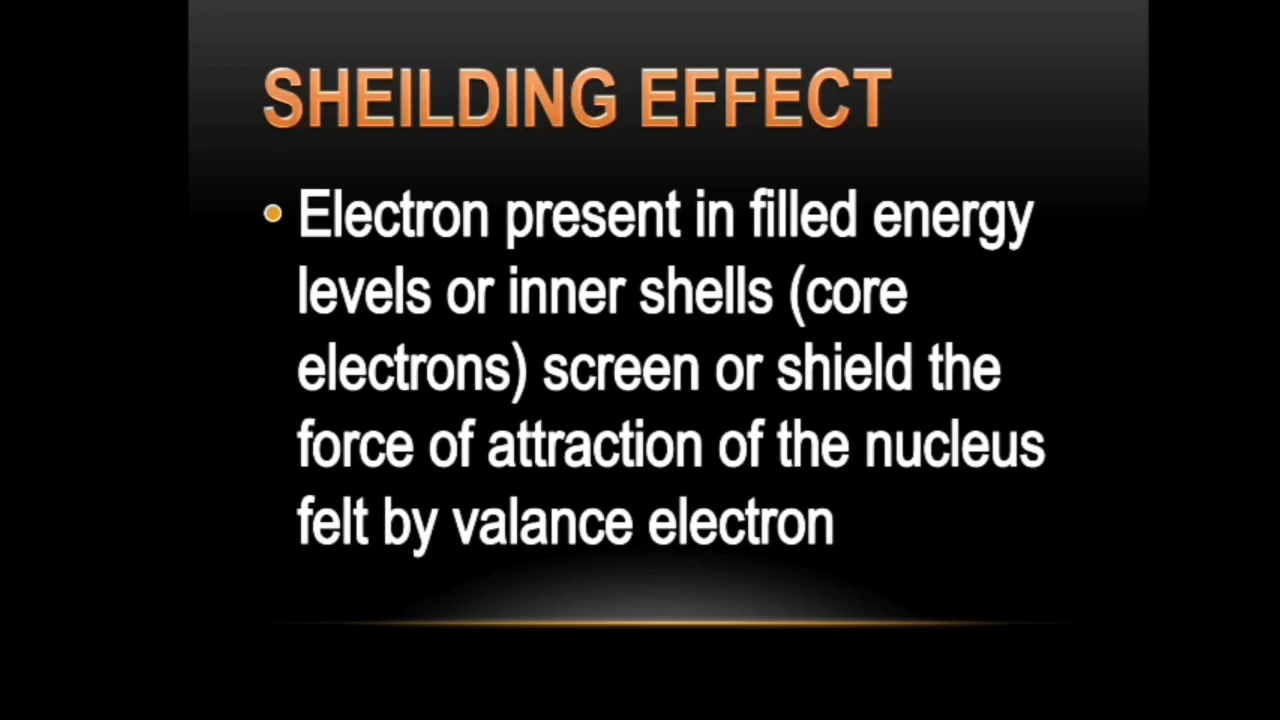 SHEILDING EFFECT
• Electron present in filled energy
levels or inner shells (core
electrons) screen or shield the
force of attraction of the nucleus
felt by valance electron